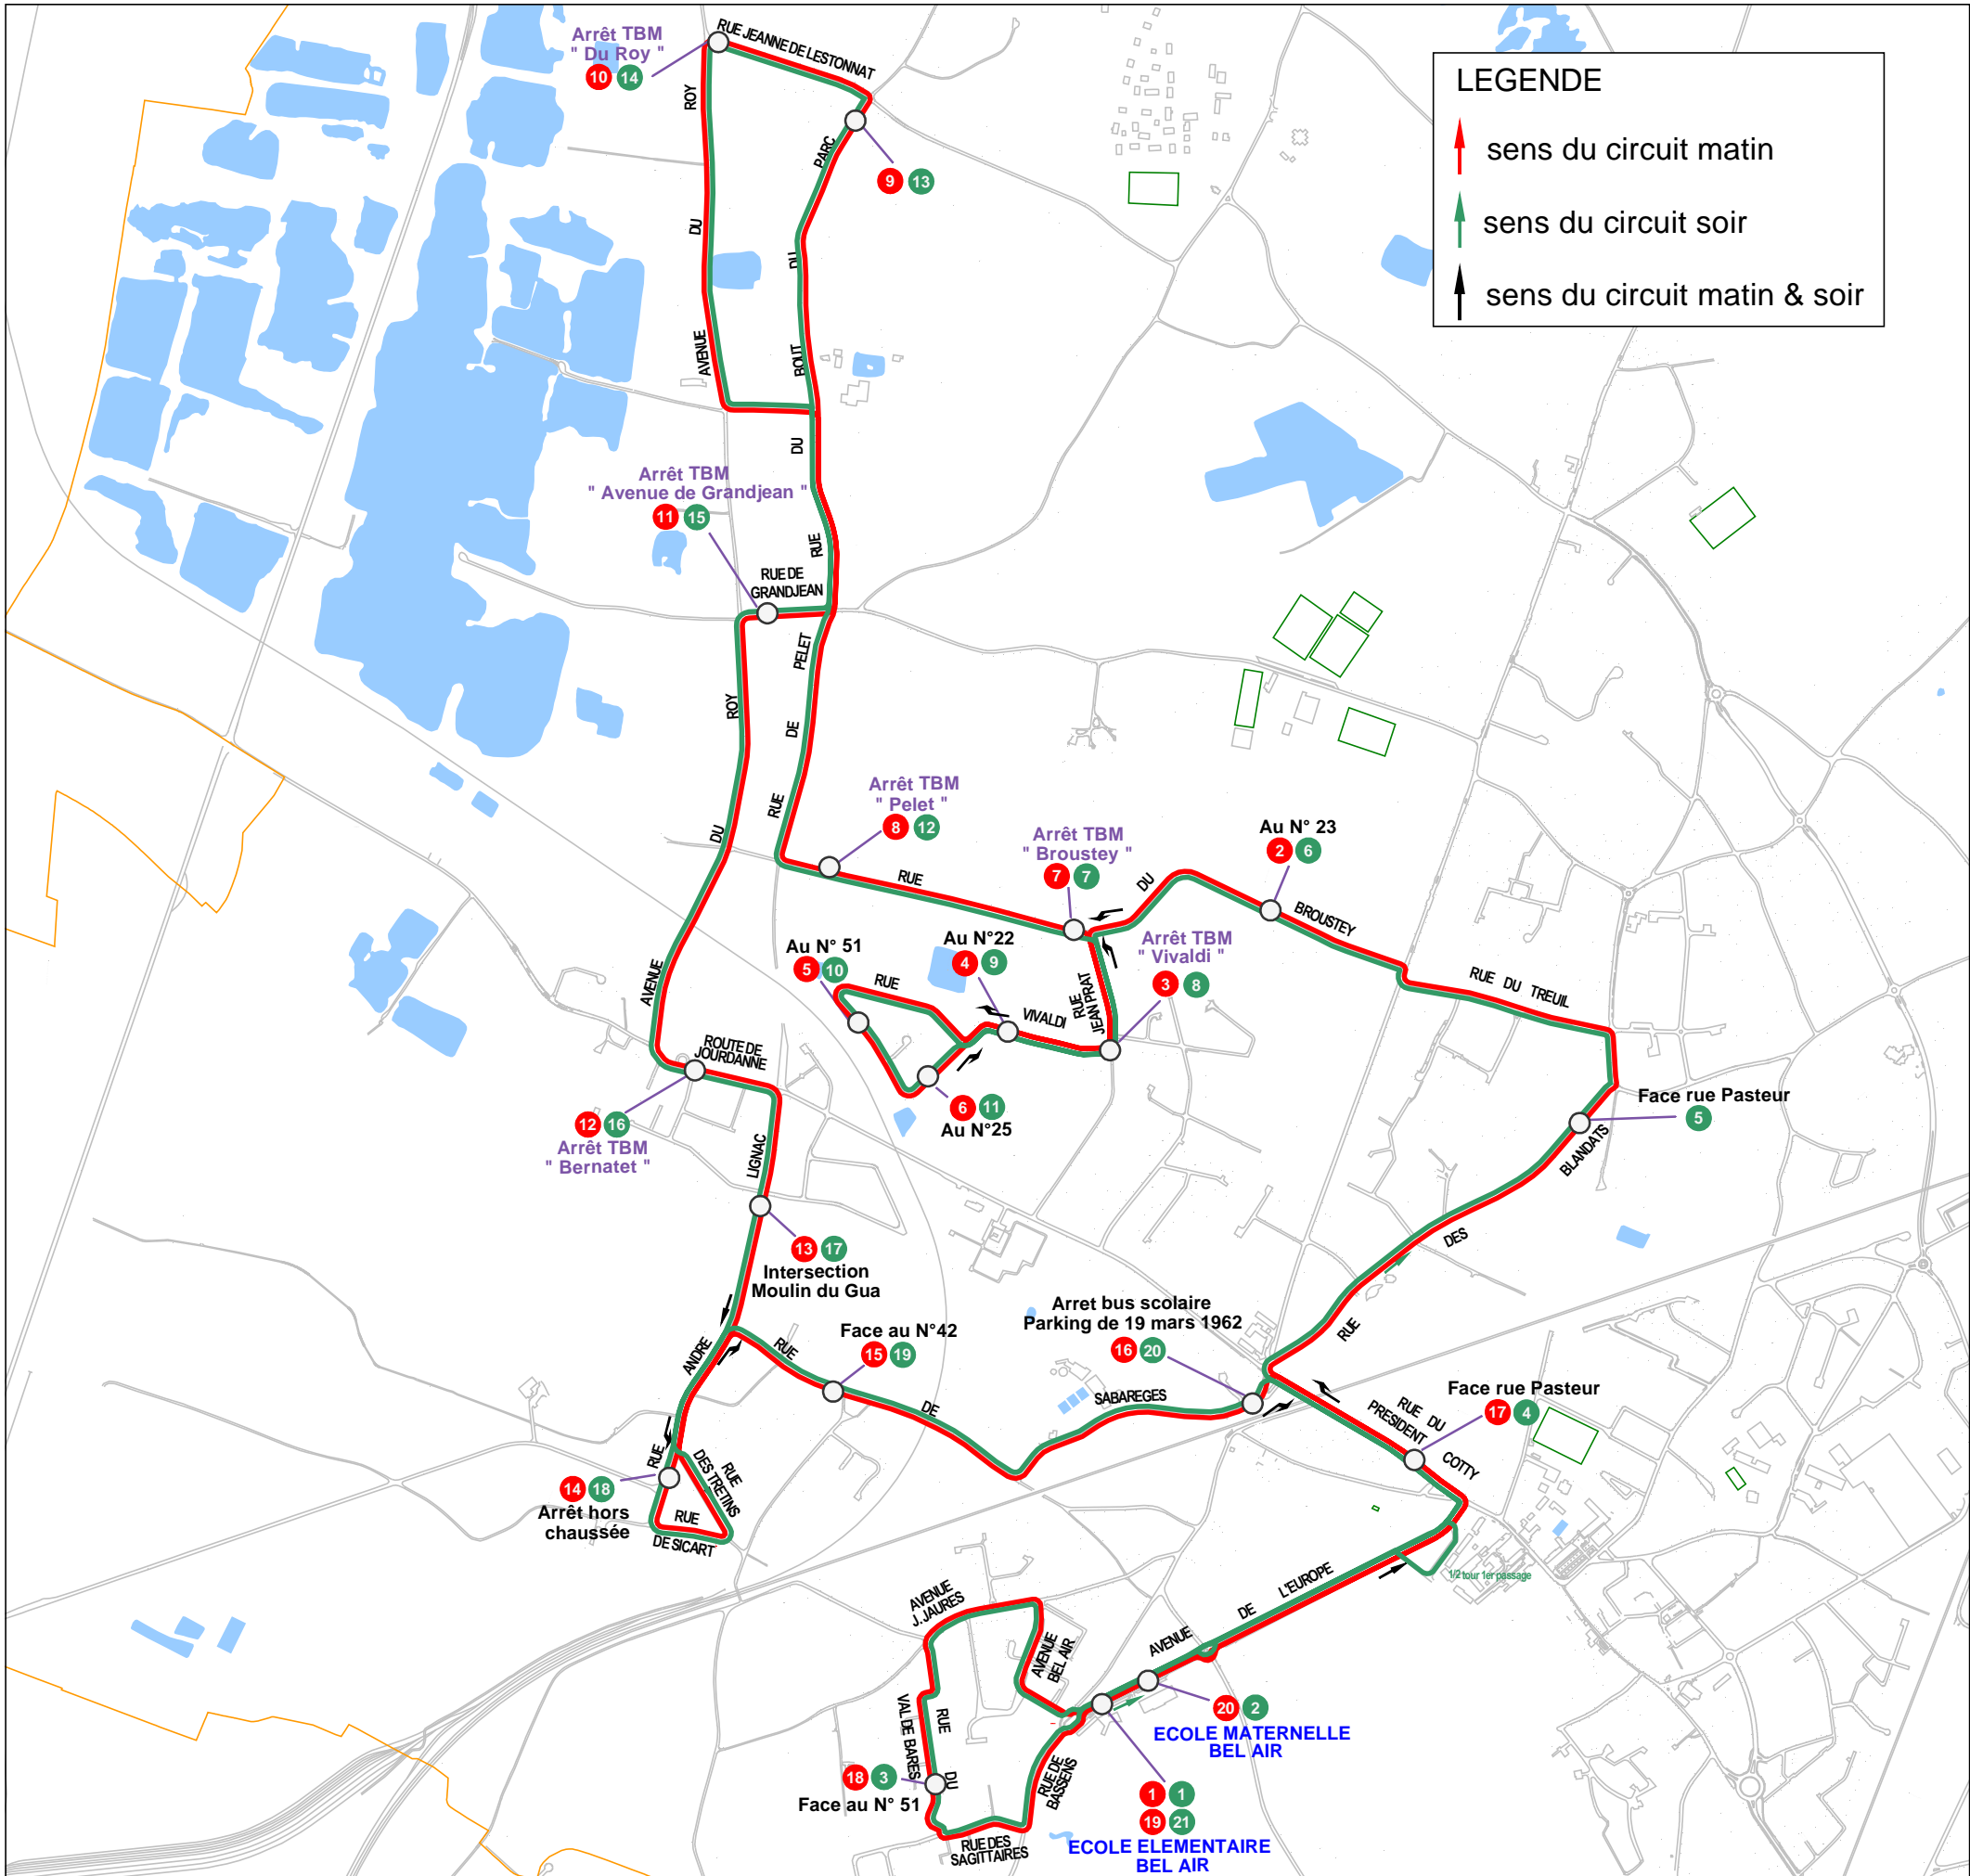 LEGENDE
sens du circuit matin
sens du circuit soir
sens du circuit matin & soir
Arrêt TBM
" Du Roy "
10 14
RUE JEANNE DE LESTONNAT
ROY
DU
AVENUE
PARC
DU
BOUT
DU
RUE
9 13
Arrêt TBM
" Avenue de Grandjean "
11 15
RUE DE
GRANDJEAN
PELET
DE
RUE
ROY
DU
AVENUE
Arrêt TBM
" Pelet "
8 12
RUE
DU
BROUSTEY
Arrêt TBM
" Broustey "
7 7
Au N° 23
2 6
RUE DU TREUIL
Au N° 51
5 10
RUE
Au N°22
4 9
VIVALDI
RUE
JEAN PRAT
Arrêt TBM
" Vivaldi "
3 8
6 11
Au N°25
ROUTE DE
JOURDANNE
12 16
Arrêt TBM
" Bernatet "
LIGNAC
ANDRE
RUE
13 17
Intersection
Moulin du Gua
Face rue Pasteur
5
BLANDATS
DES
RUE
Face au N°42
15 19
RUE
DE
SABAREGES
Arret bus scolaire
Parking de 19 mars 1962
16 20
Face rue Pasteur
17 4
RUE DU
PRESIDENT
COTTY
14 18
Arrêt hors
chaussée
RUE
DES TRETINS
RUE
DE SICART
1/2 tour 1er passage
L'EUROPE
DE
AVENUE
AVENUE
J. JAURES
AVENUE
BEL AIR
RUE
DU
VAL DE BARES
RUE DE
BASSENS
RUE DES
SAGITTAIRES
18 3
Face au N° 51
20 2
ECOLE MATERNELLE
BEL AIR
1 1
19 21
ECOLE ELEMENTAIRE
BEL AIR